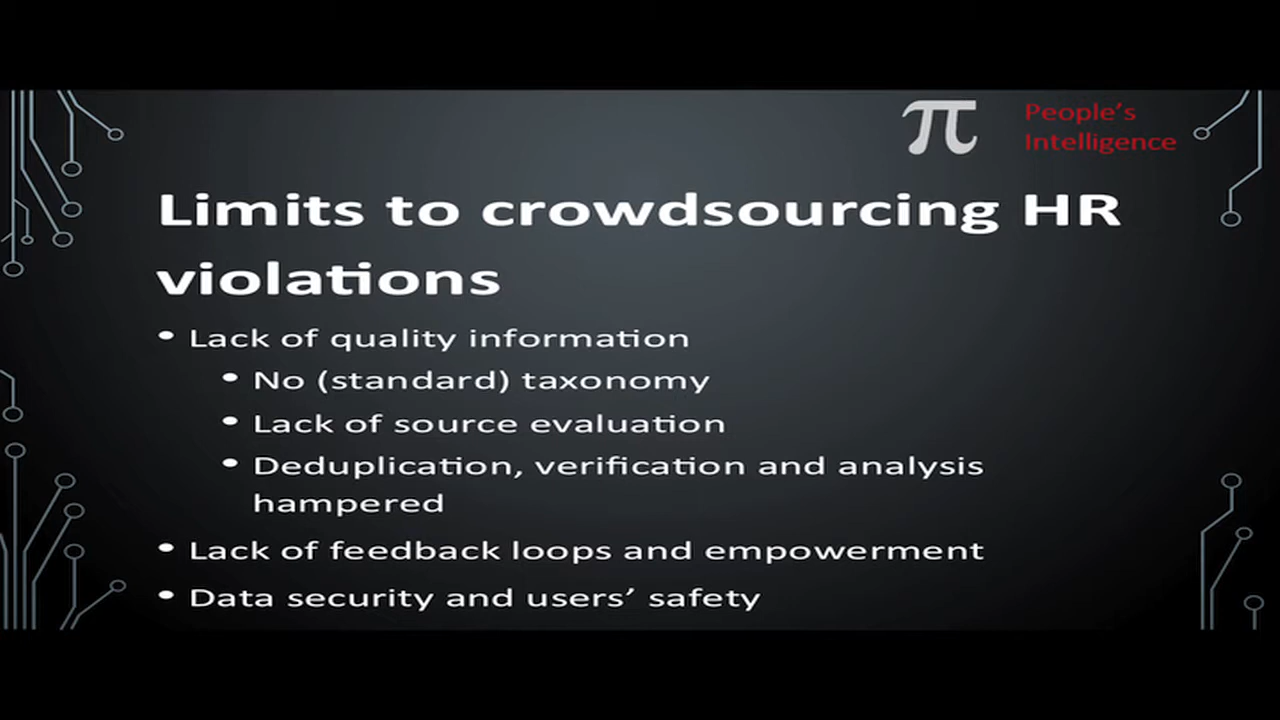 π
People's
Intelligence
Limits to crowdsourcing HR
violations
• Lack of quality information
• No (standard) taxonomy
• Lack of source evaluation
• Deduplication, verification and analysis
hampered
• Lack of feedback loops and empowerment
• Data security and users’ safety